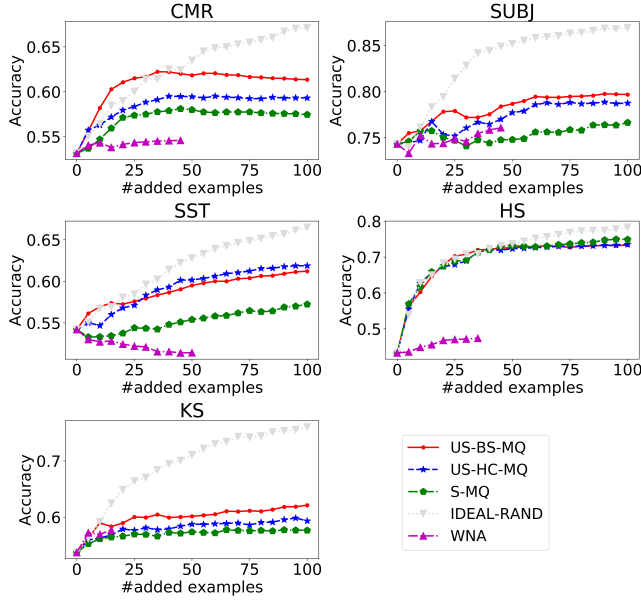 CMR
SUBJ
0.65
0.60
0.55
Accuracy
0 25 50 75 100
#added examples
0.85
0.80
0.75
Accuracy
0 25 50 75 100
#added examples
SST
HS
0.65
0.60
0.55
Accuracy
0 25 50 75 100
#added examples
0.8
0.7
0.6
0.5
Accuracy
0 25 50 75 100
#added examples
KS
0.7
0.6
Accuracy
0 25 50 75 100
#added examples
US-BS-MQ
US-HC-MQ
S-MQ
IDEAL-RAND
WNA